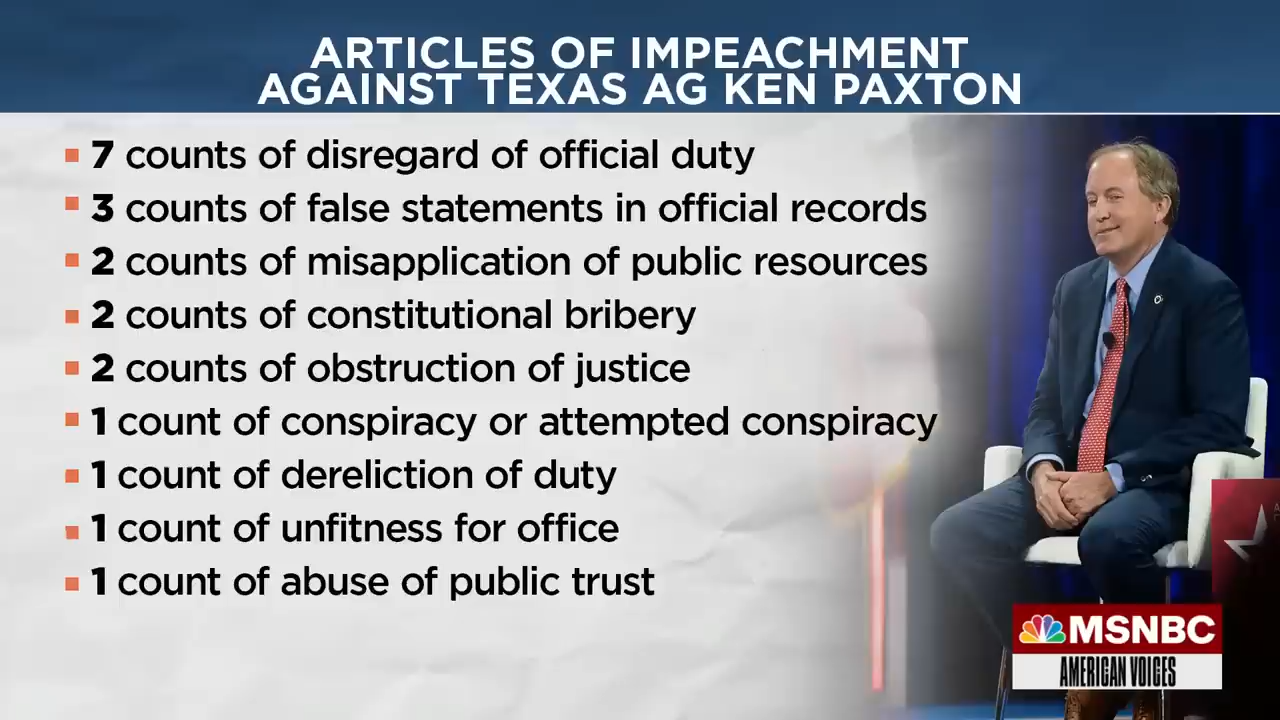 ARTICLES OF IMPEACHMENT
AGAINST TEXAS AG KEN PAXTON
7 counts of disregard of official duty
3 counts of false statements in official records
2 counts of misapplication of public resources
2 counts of constitutional bribery
2 counts of obstruction of justice
1 count of conspiracy or attempted conspiracy
1 count of dereliction of duty
1 count of unfitness for office
1 count of abuse of public trust
MSNBC
AMERICAN VOICES